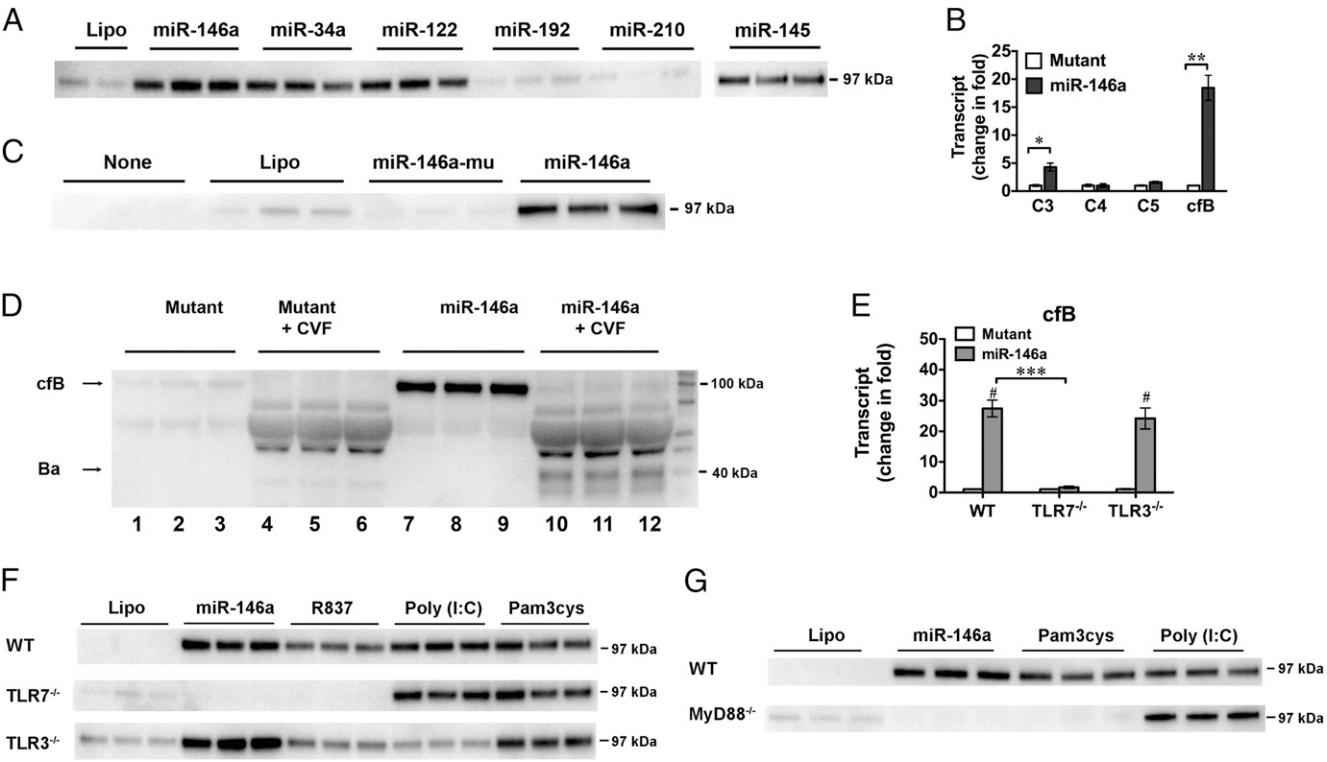 A
Lipo miR-146a miR-34a miR-122 miR-192 miR-210 miR-145
97 kDa
B
Transcript
(change in fold)
25
20
15
10
5
0
Mutant
miR-146a
*
**
C3 C4 C5 cfB
C
None Lipo miR-146a-mu miR-146a
97 kDa
D
Mutant Mutant + CVF miR-146a miR-146a + CVF
cfB
Ba
100 kDa
40 kDa
1 2 3 4 5 6 7 8 9 10 11 12
E
cfB
Transcript
(change in fold)
50
40
30
20
10
0
Mutant
miR-146a
***
# #
WT TLR7-/- TLR3-/-
F
Lipo miR-146a R837 Poly (I:C) Pam3cys
WT 97 kDa
TLR7-/- 97 kDa
TLR3-/- 97 kDa
G
Lipo miR-146a Pam3cys Poly (I:C)
WT 97 kDa
MyD88-/- 97 kDa